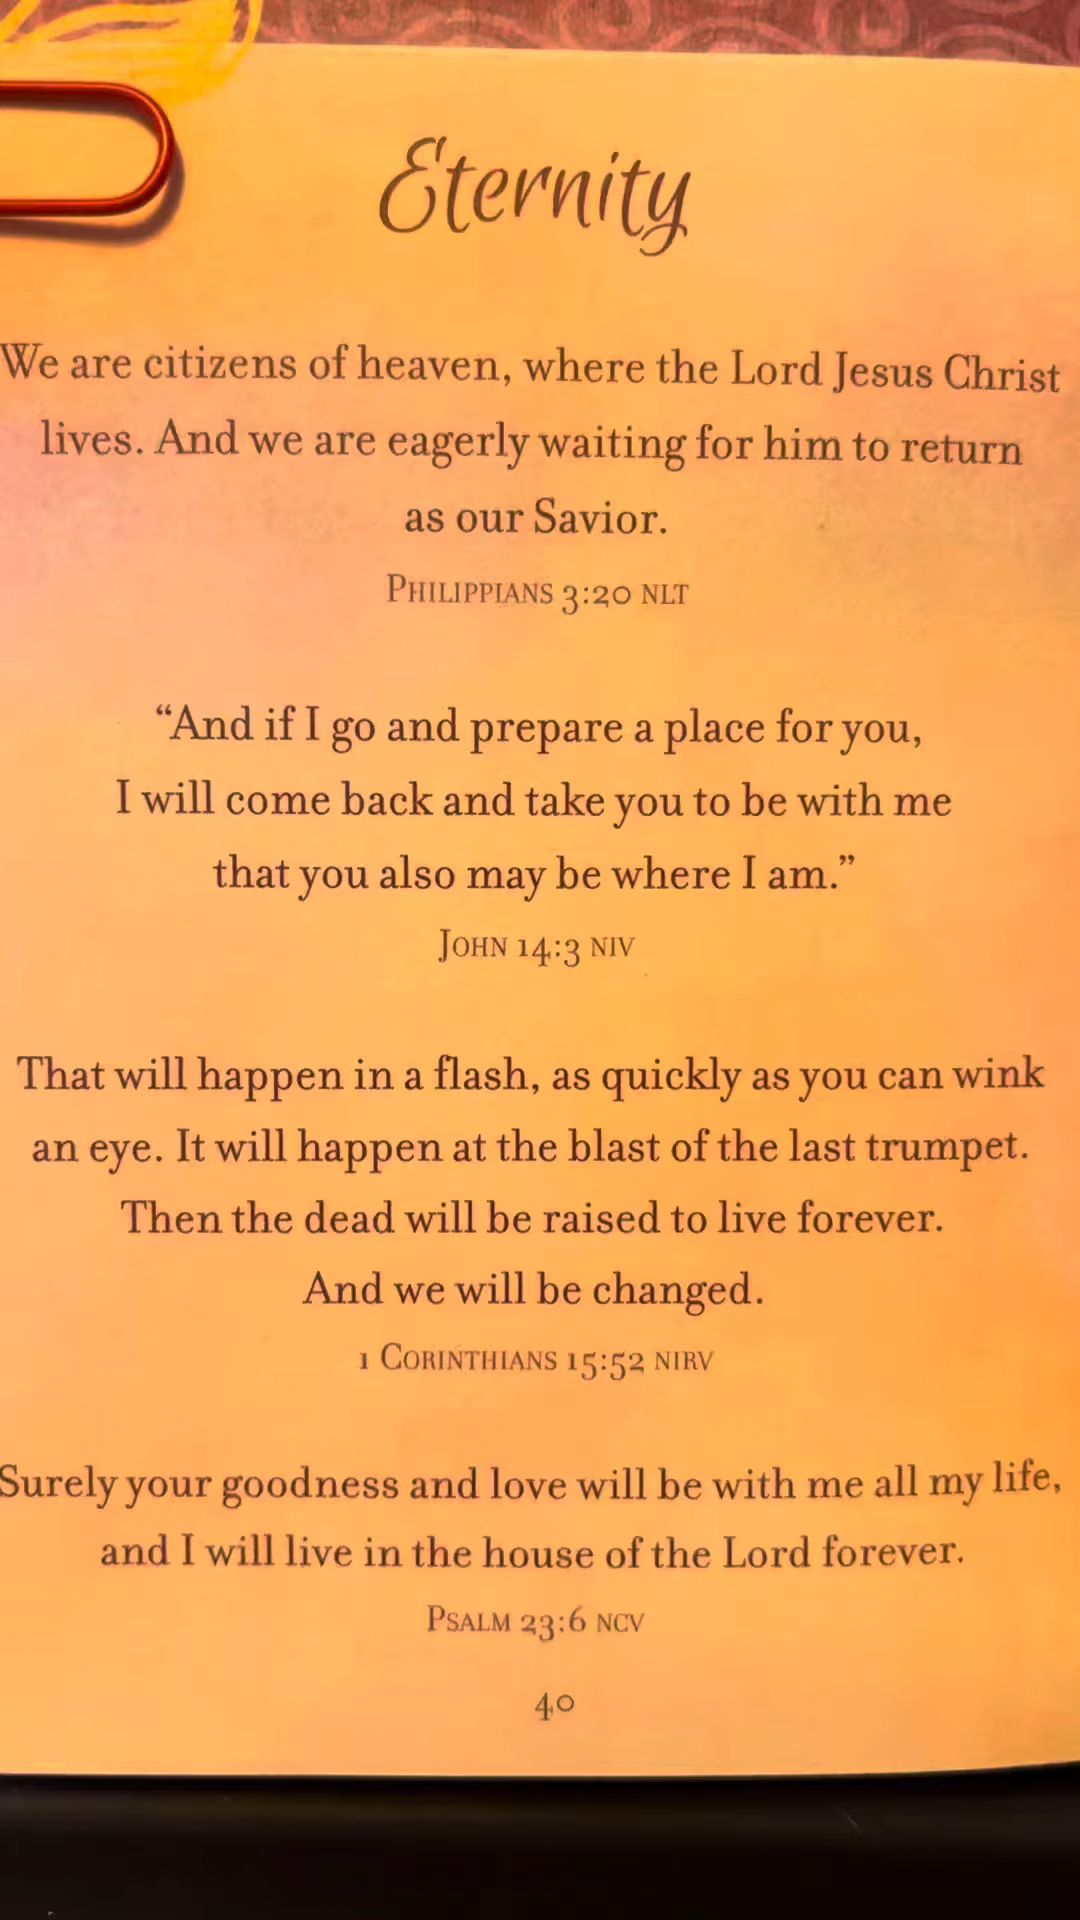 Eternity
We are citizens of heaven, where the Lord Jesus Christ
lives. And we are eagerly waiting for him to return
as our Savior.
Philippians 3:20 NLT
“And if I go and prepare a place for you,
I will come back and take you to be with me
that you also may be where I am.”
John 14:3 NIV
That will happen in a flash, as quickly as you can wink
an eye. It will happen at the blast of the last trumpet.
Then the dead will be raised to live forever.
And we will be changed.
1 Corinthians 15:52 NIRV
Surely your goodness and love will be with me all my life,
and I will live in the house of the Lord forever.
Psalm 23:6 NCV
40